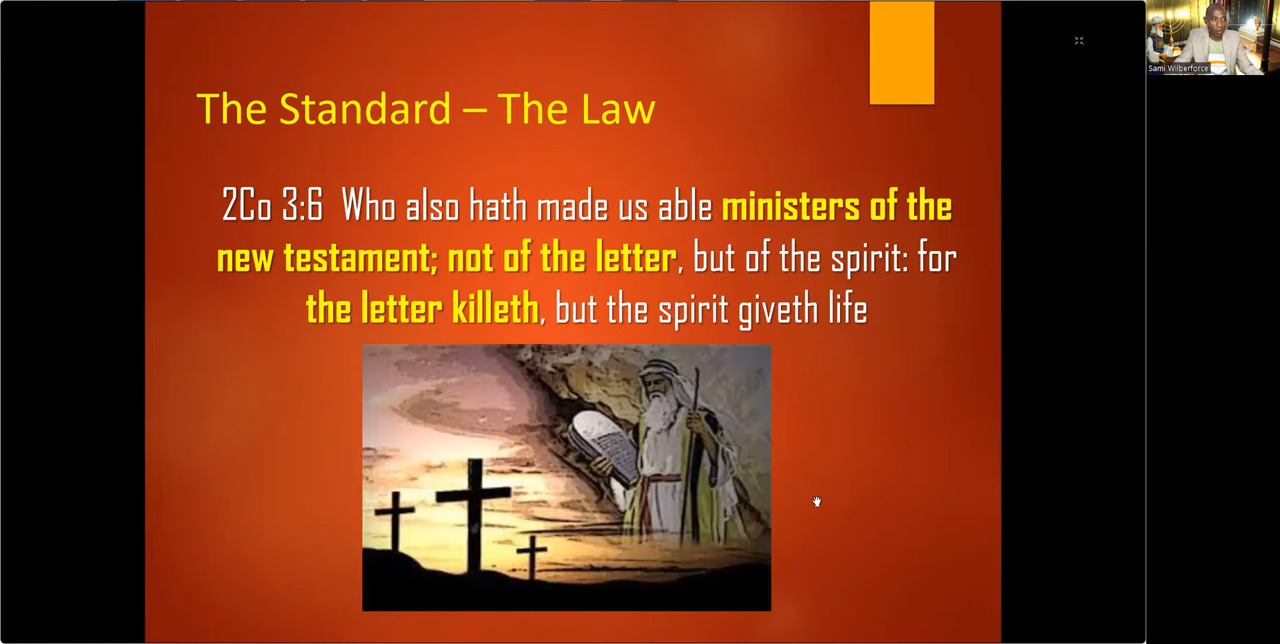 The Standard – The Law
2Co 3:6  Who also hath made us able ministers of the
new testament; not of the letter, but of the spirit: for
the letter killeth, but the spirit giveth life
Sami Wilberforce